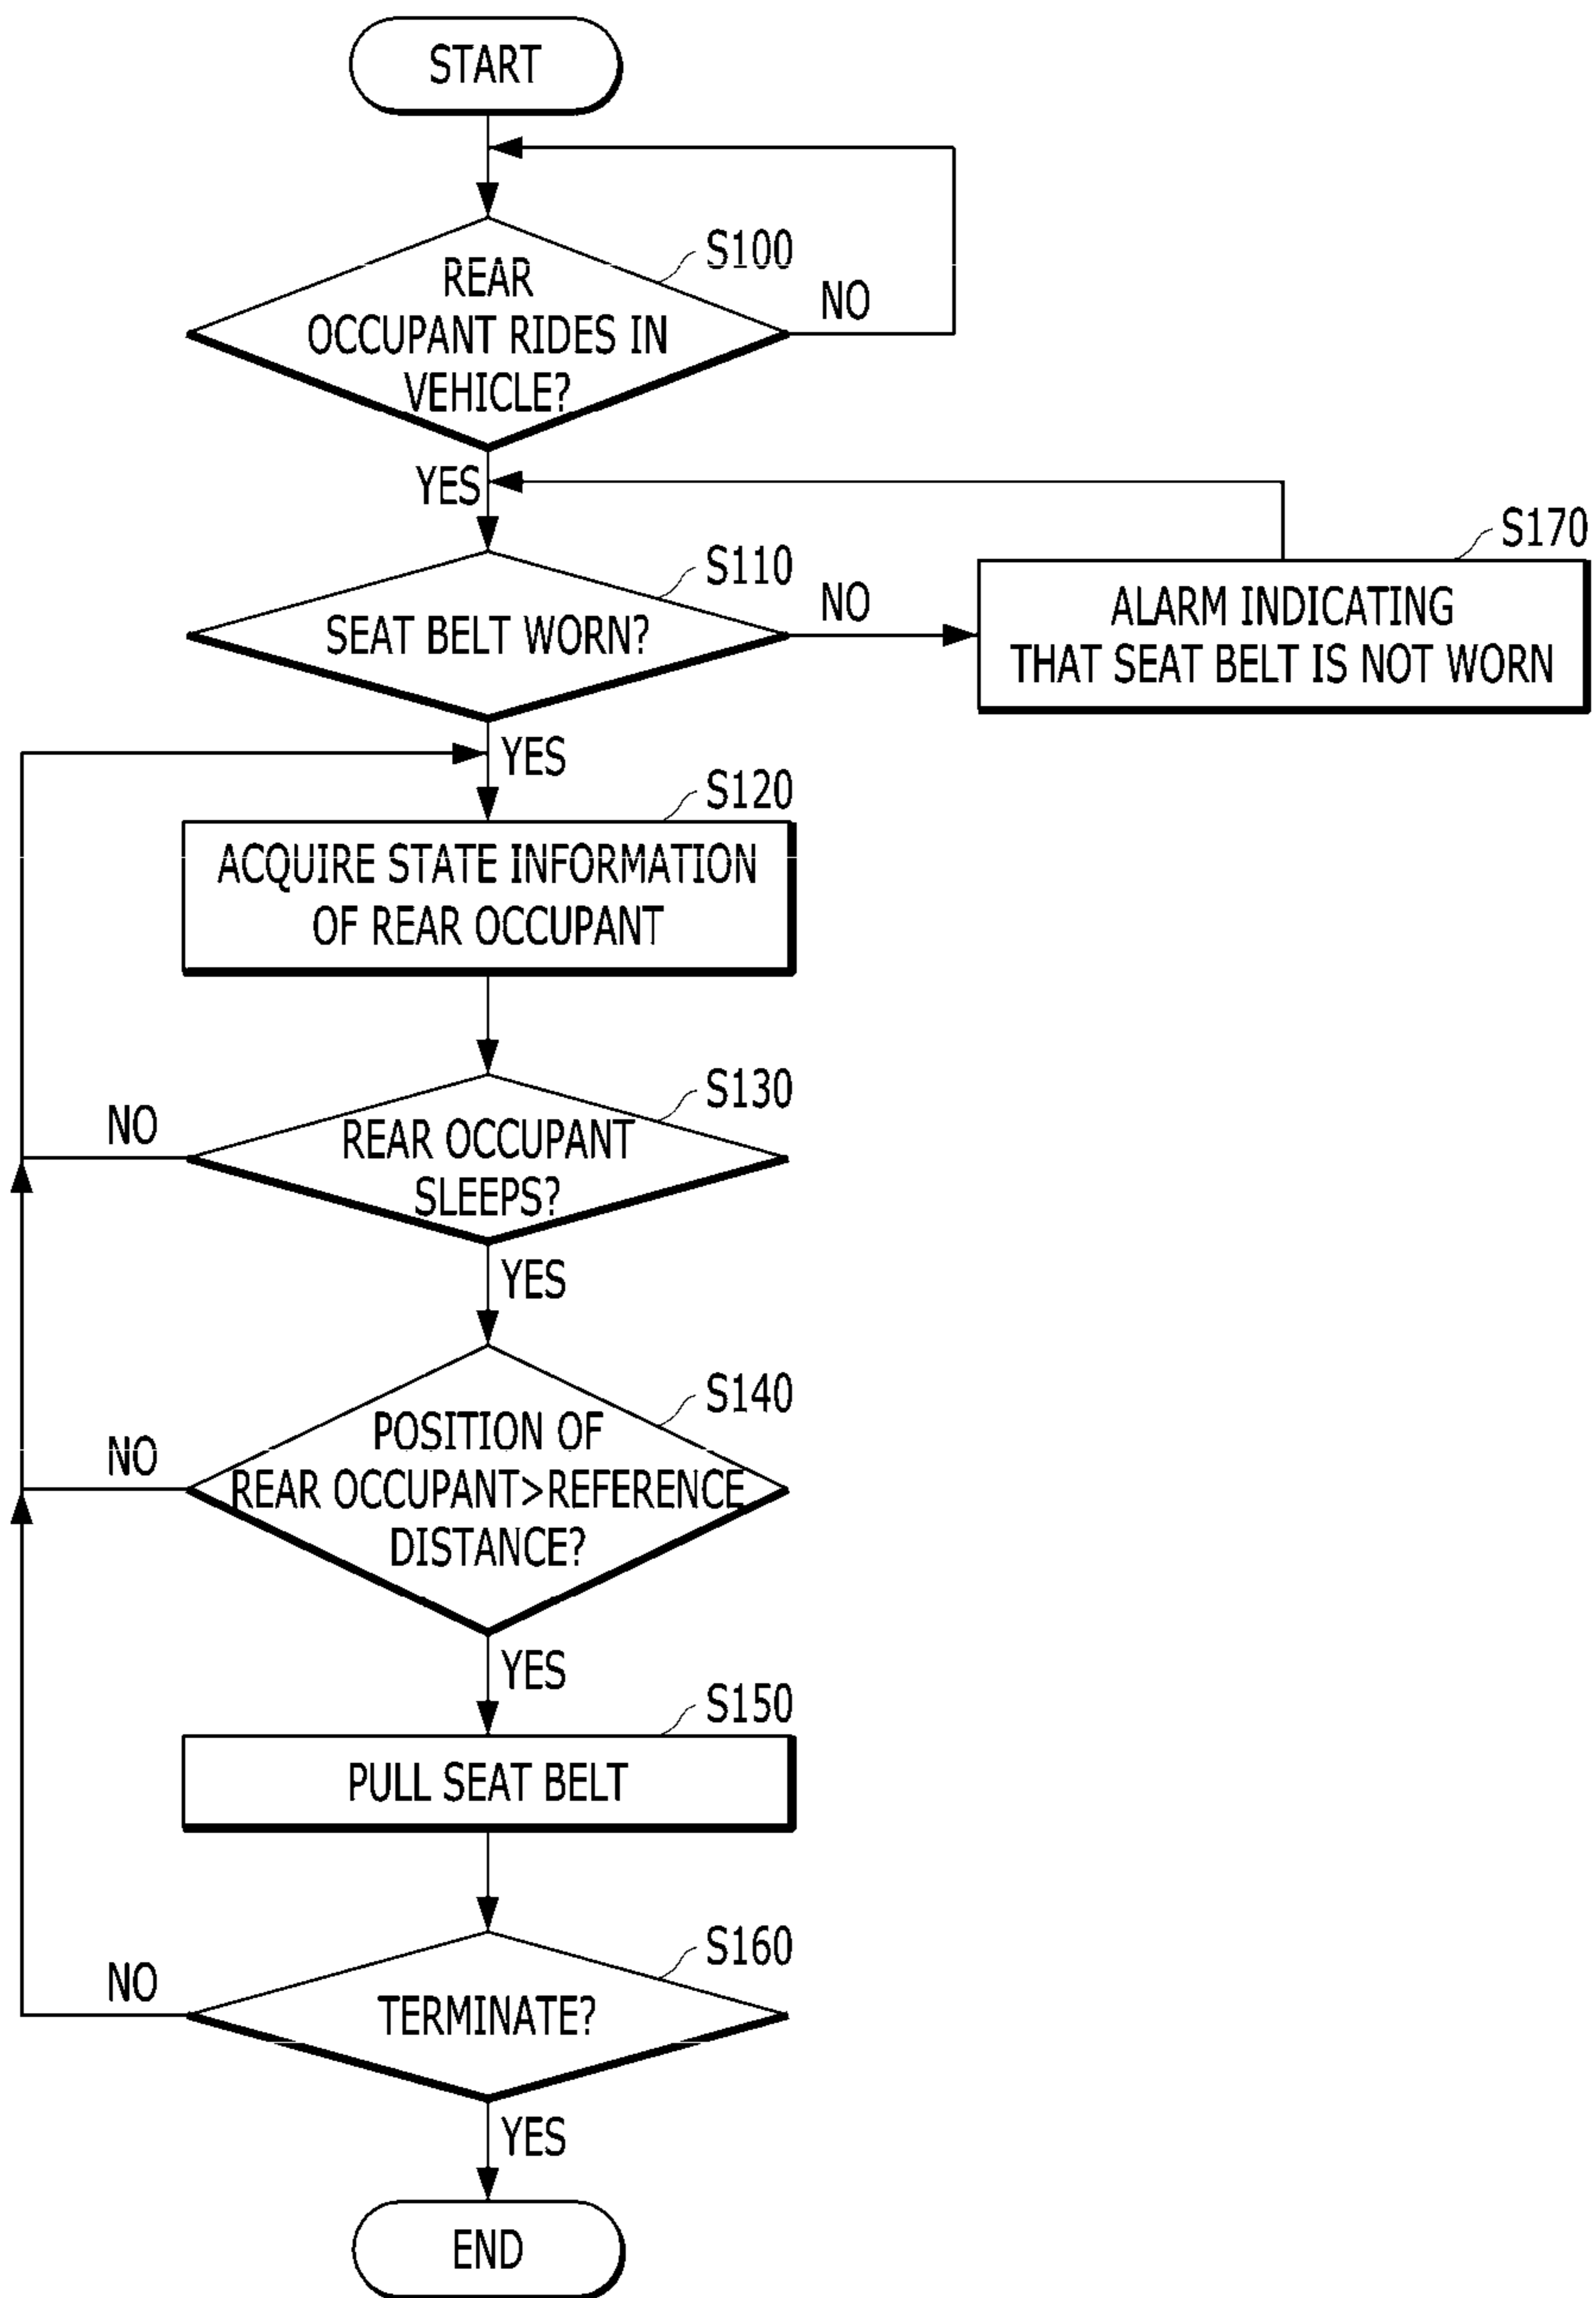 START
S100
REAR
OCCUPANT RIDES IN
VEHICLE?
NO
YES
S110
SEAT BELT WORN?
NO
S170
ALARM INDICATING
THAT SEAT BELT IS NOT WORN
YES
S120
ACQUIRE STATE INFORMATION
OF REAR OCCUPANT
S130
REAR OCCUPANT
SLEEPS?
NO
YES
S140
POSITION OF
REAR OCCUPANT>REFERENCE
DISTANCE?
NO
YES
S150
PULL SEAT BELT
S160
TERMINATE?
NO
YES
END